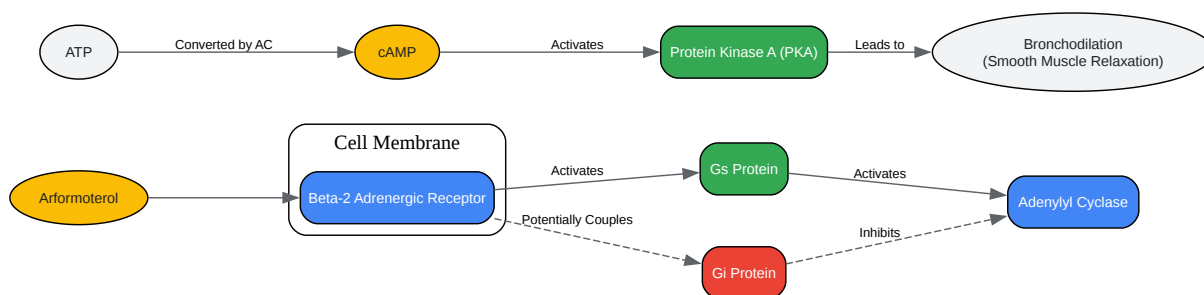 ATP
Converted by AC
cAMP
Activates
Protein Kinase A (PKA)
Leads to
Bronchodilation
(Smooth Muscle Relaxation)
Cell Membrane
Arformoterol
Beta-2 Adrenergic Receptor
Activates
Gs Protein
Activates
Adenylyl Cyclase
Potentially Couples
Gi Protein
Inhibits